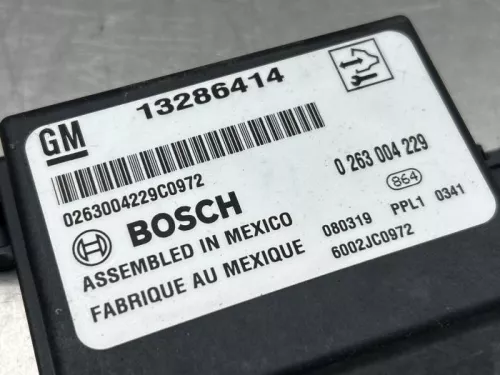 GM
13286414
0263004229C0972
0 263 004 229
BOSCH
864
ASSEMBLED IN MEXICO
080319 PPL1 0341
FABRIQUE AU MEXIQUE
6002JC0972